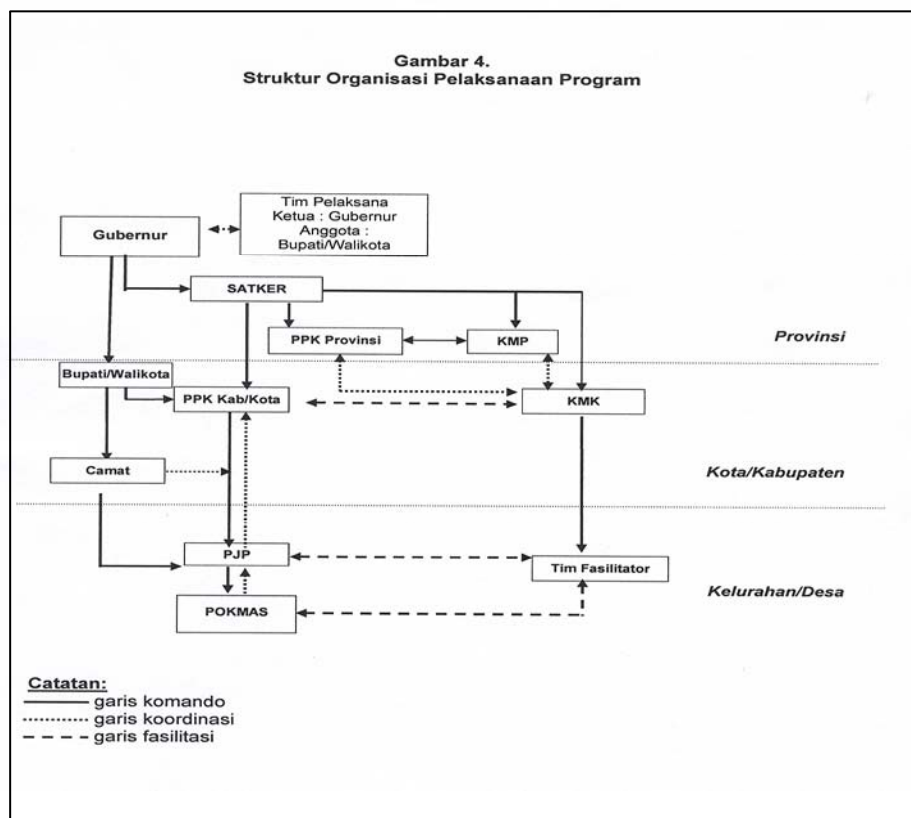 Gambar 4.
Struktur Organisasi Pelaksanaan Program
Tim Pelaksana
Ketua : Gubernur
Anggota :
Bupati/Walikota
Gubernur
SATKER
PPK Provinsi
KMP
Provinsi
Bupati/Walikota
PPK Kab/Kota
KMK
Camat
Kota/Kabupaten
PJP
Tim Fasilitator
Kelurahan/Desa
POKMAS
Catatan:
garis komando
garis koordinasi
garis fasilitasi